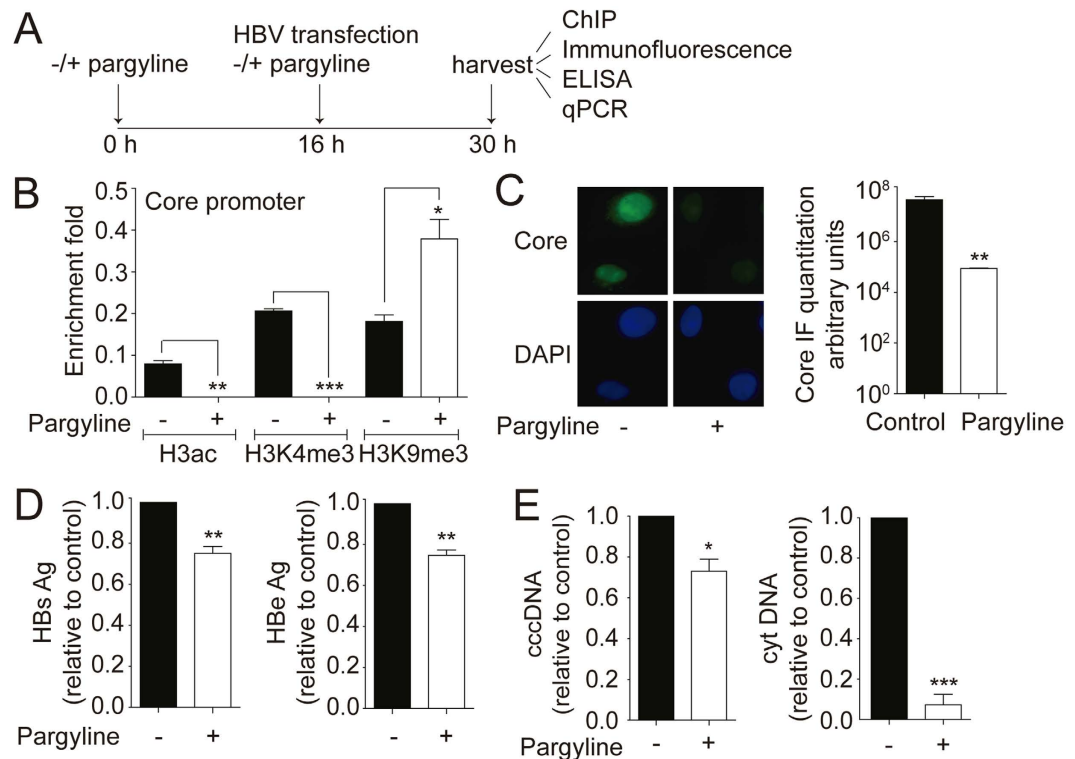 A
-/+ pargyline
HBV transfection
-/+ pargyline
harvest
ChIP
Immunofluorescence
ELISA
qPCR
0 h
16 h
30 h
B
Core promoter
Enrichment fold
0.5
0.4
0.3
0.2
0.1
0.0
**
***
*
Pargyline
- + - + - +
H3ac H3K4me3 H3K9me3
C
Core
DAPI
Pargyline - +
Core IF quantitation
arbitrary units
10⁸
10⁶
10⁴
10²
10⁰
**
Control Pargyline
D
HBs Ag
(relative to control)
1.0
0.8
0.6
0.4
0.2
0.0
**
Pargyline - +
HBe Ag
(relative to control)
1.0
0.8
0.6
0.4
0.2
0.0
**
- +
E
cccDNA
(relative to control)
1.0
0.8
0.6
0.4
0.2
0.0
*
Pargyline - +
cyt DNA
(relative to control)
1.0
0.8
0.6
0.4
0.2
0.0
***
- +